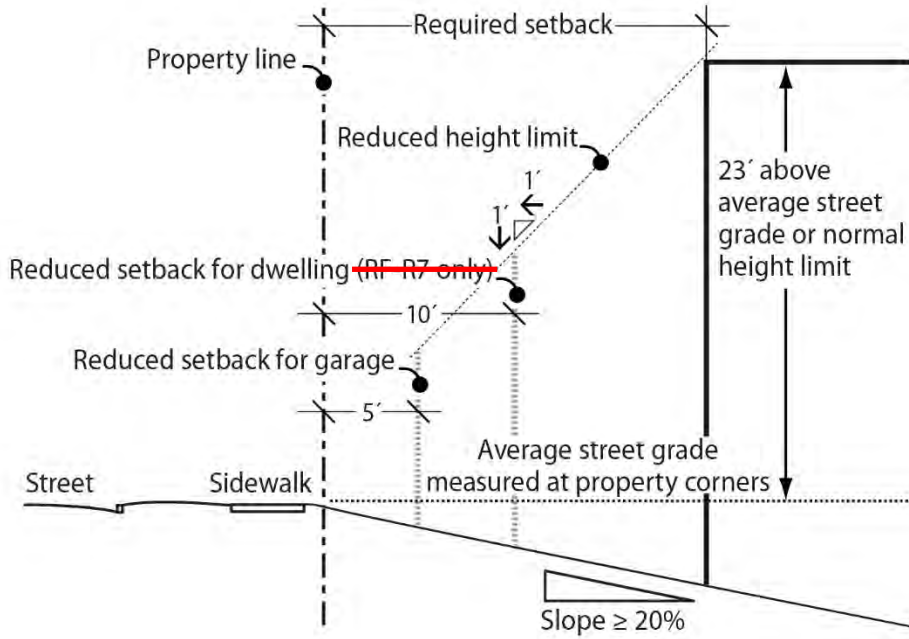 Required setback
Property line
Reduced height limit
1´
1´
23´ above
average street
grade or normal
height limit
Reduced setback for dwelling (RF-R7 only)
10´
Reduced setback for garage
5´
Average street grade
measured at property corners
Street
Sidewalk
Slope ≥ 20%